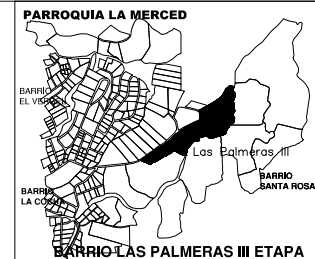 PARROQUIA LA MERCED
BARRIO
EL VERGEL
Las Palmeras III
BARRIO
SANTA ROSA
BARRIO
LA COCHA
BARRIO LAS PALMERAS III ETAPA